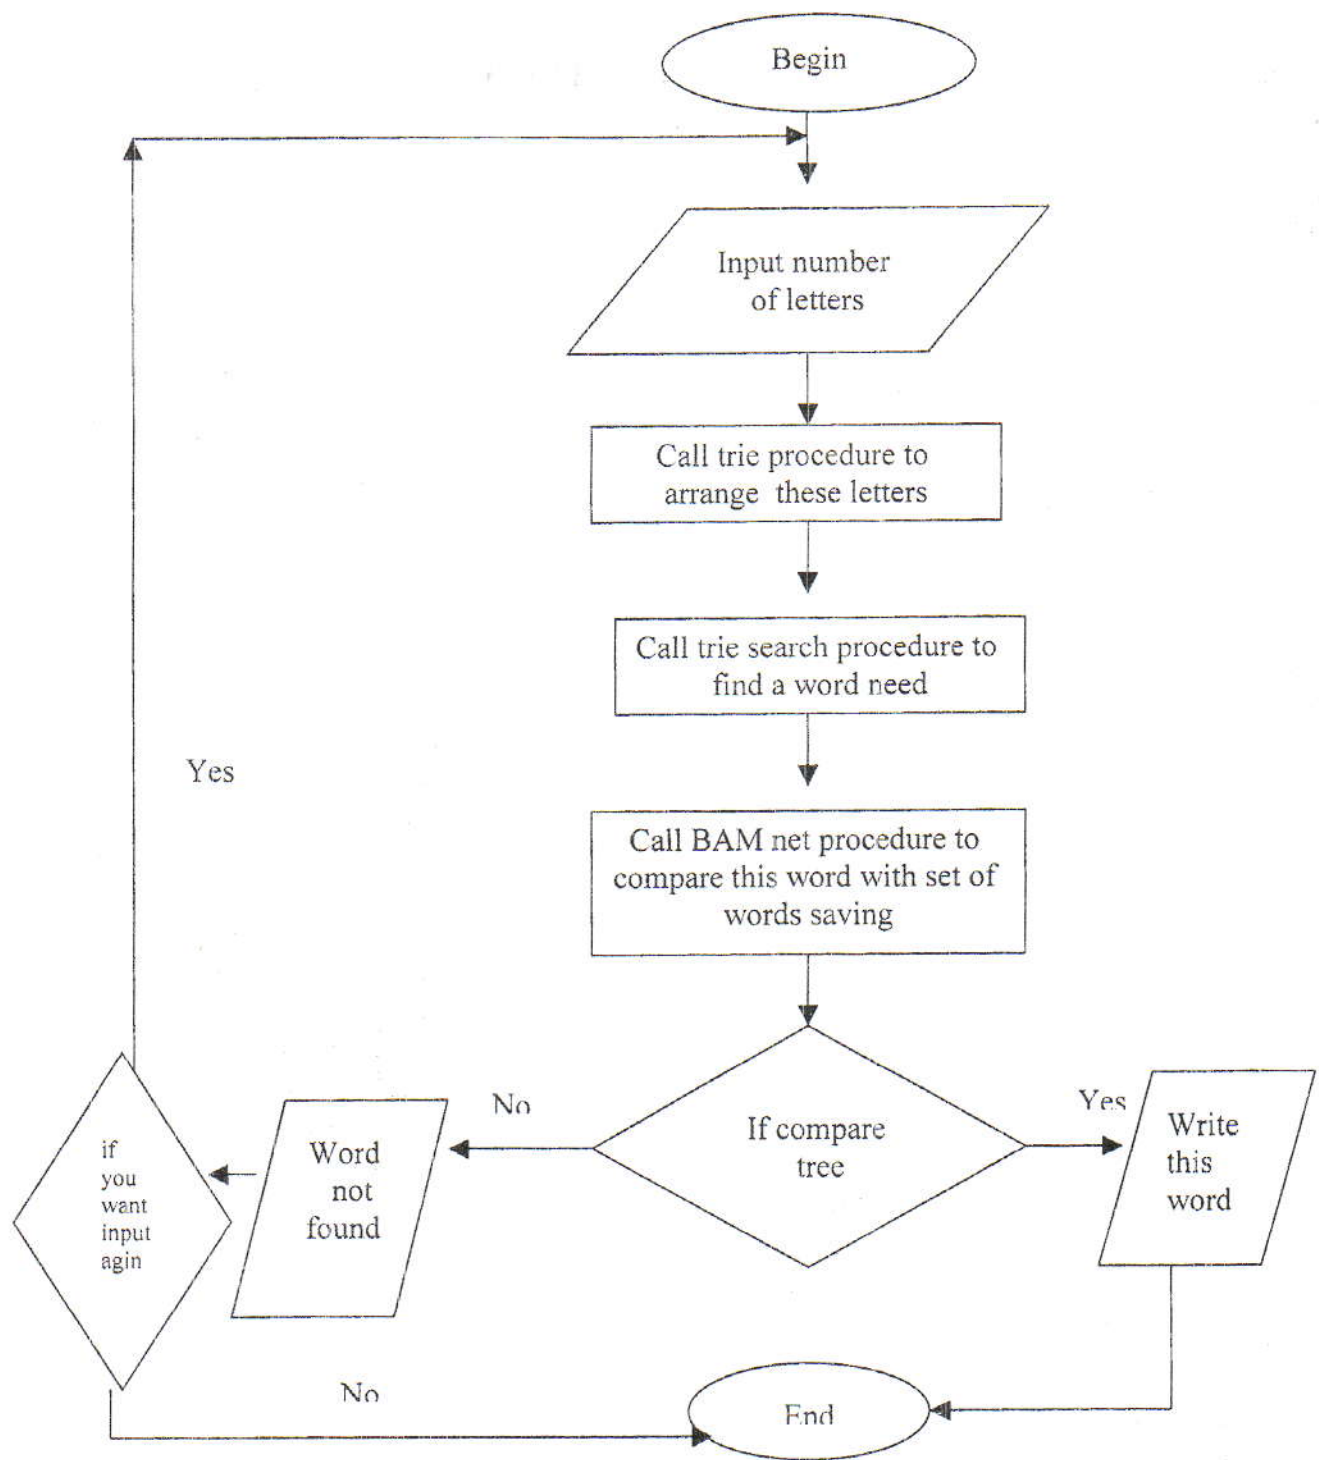 Begin
Input number
of letters
Call trie procedure to
arrange these letters
Call trie search procedure to
find a word need
Yes
Call BAM net procedure to
compare this word with set of
words saving
No
Yes
If compare
tree
Write
this
word
Word
not
found
if
you
want
input
agin
No
End